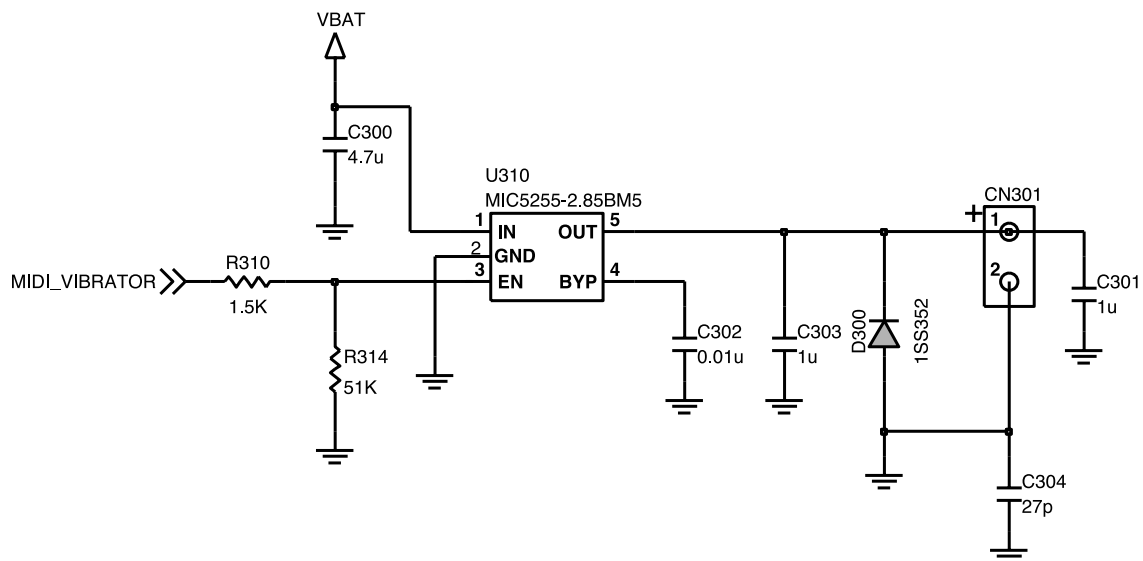 VBAT
C300
4.7u
U310
MIC5255-2.85BM5
CN301
1 IN OUT 5
+ 1
2 GND
MIDI_VIBRATOR R310 3 EN BYP 4
2
1.5K
C301
1u
C302
0.01u
C303
1u
D300
1SS352
R314
51K
C304
27p